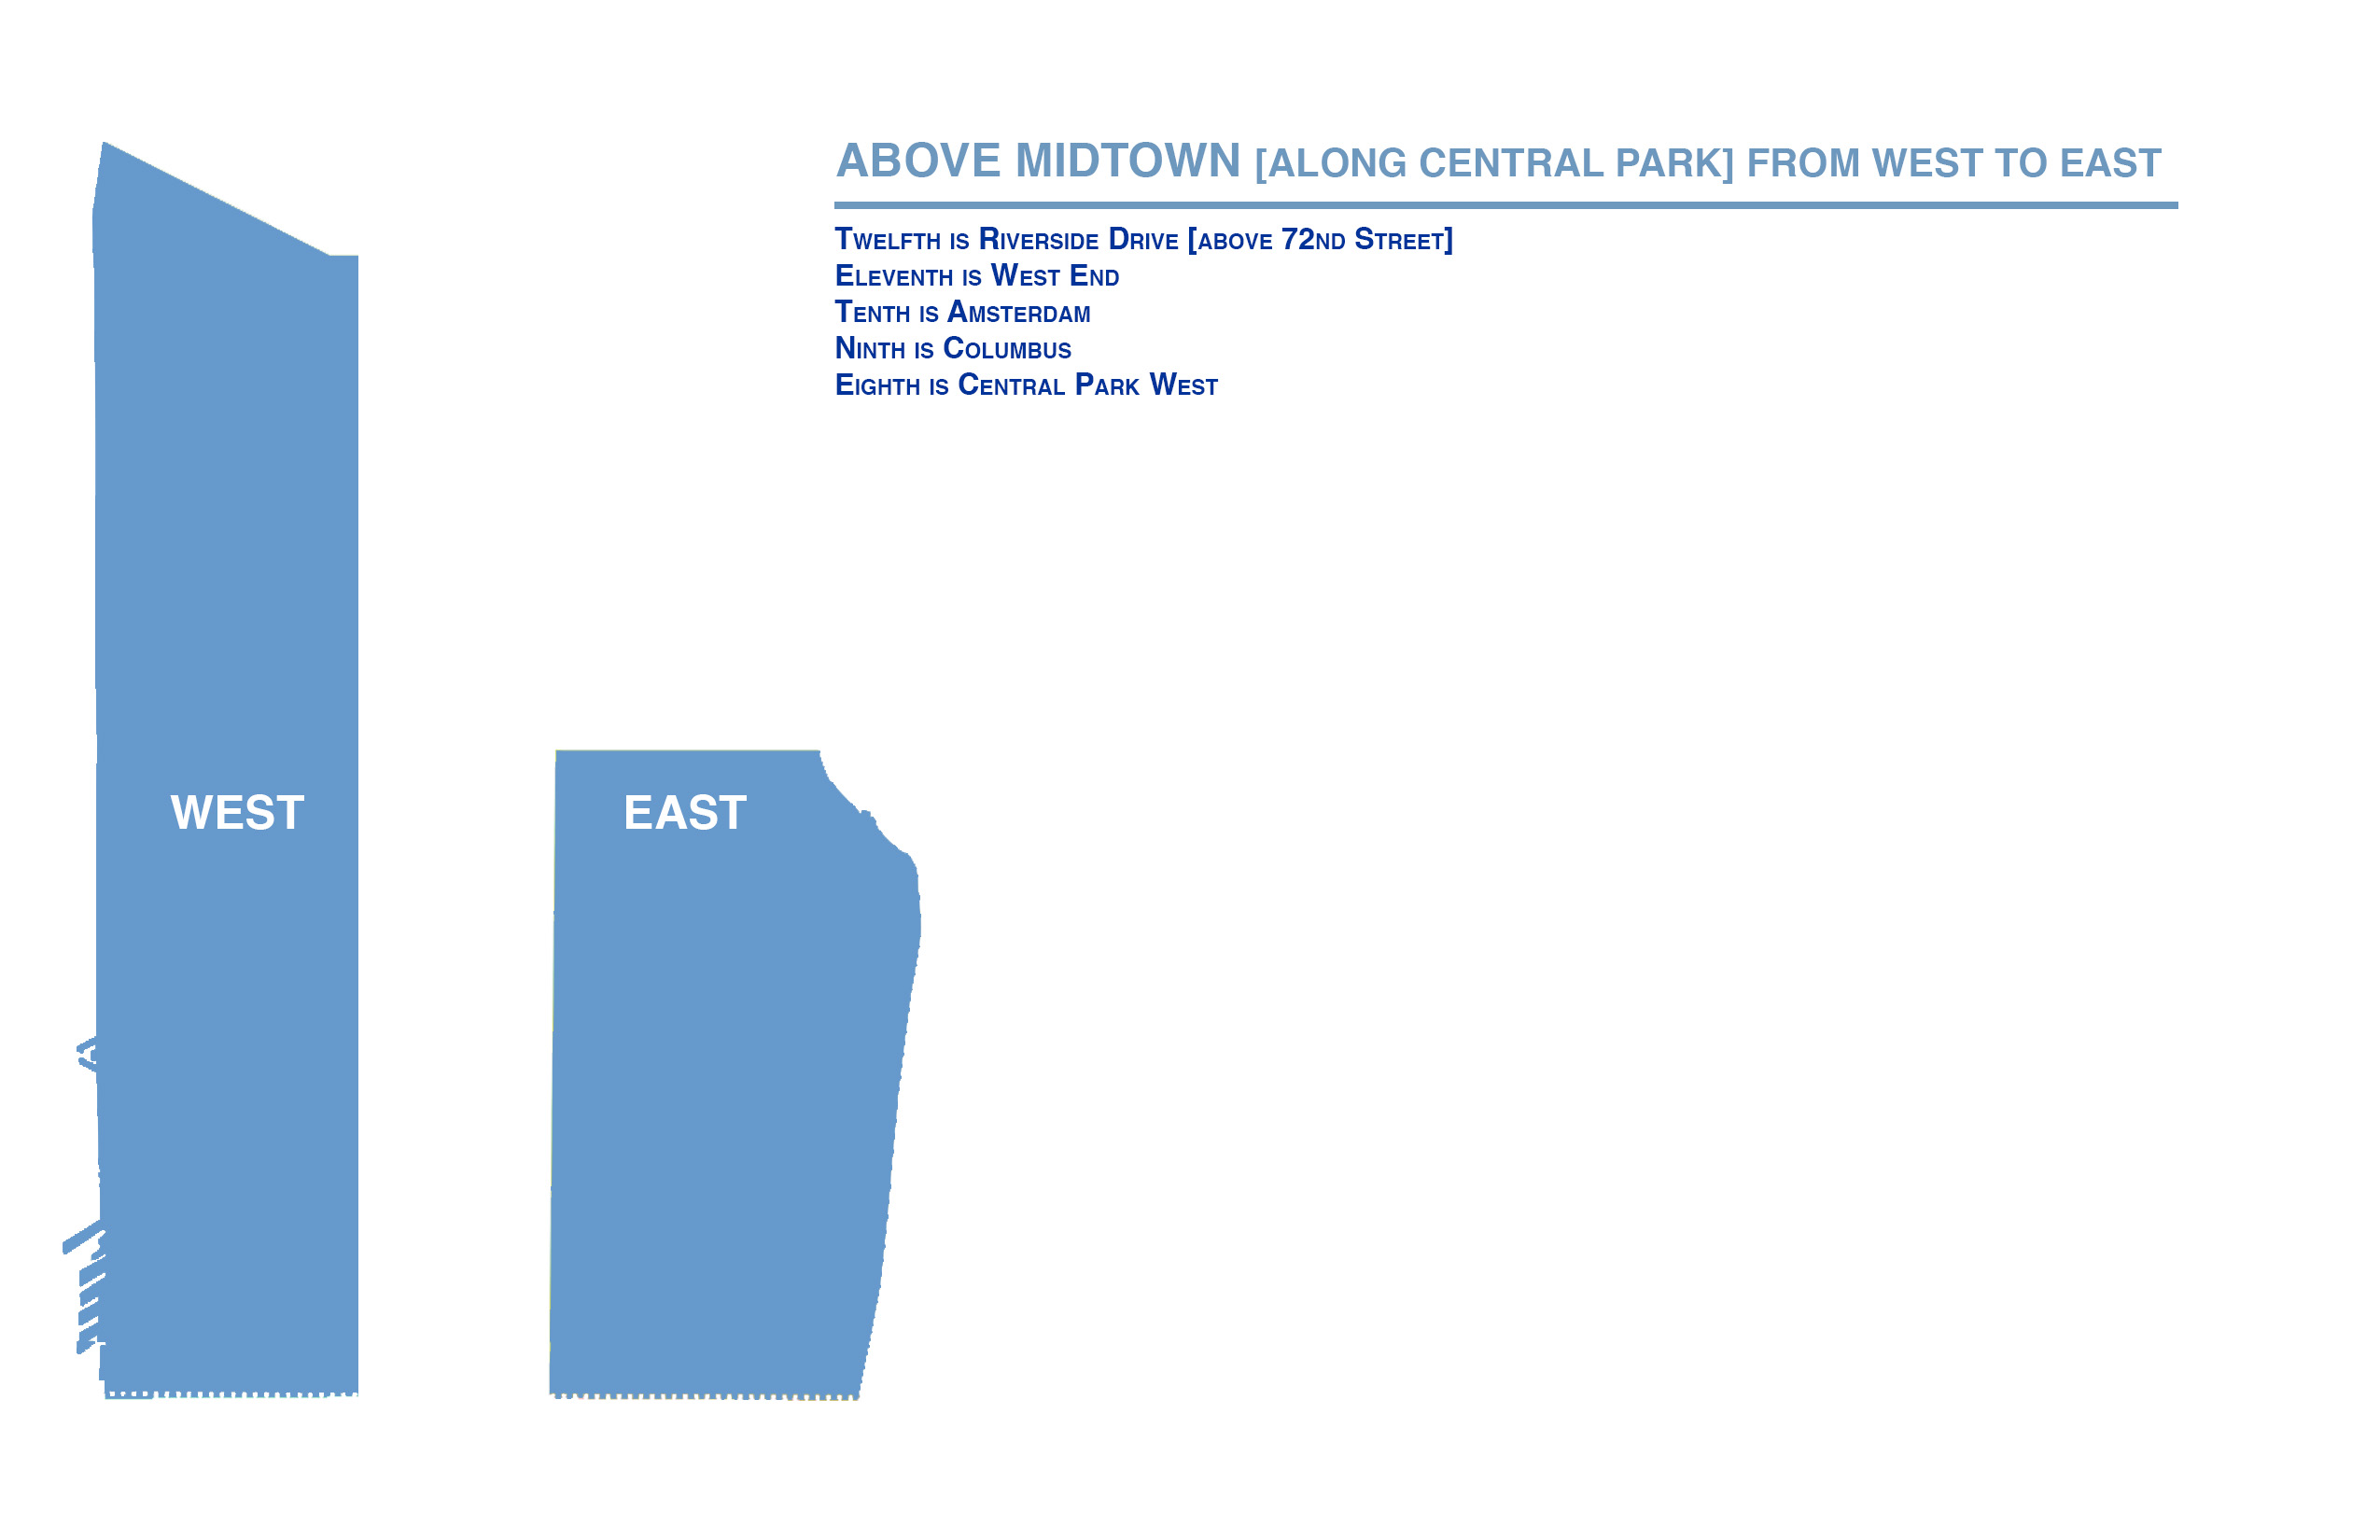 ABOVE MIDTOWN [ALONG CENTRAL PARK] FROM WEST TO EAST
TWELFTH IS RIVERSIDE DRIVE [ABOVE 72ND STREET]
ELEVENTH IS WEST END
TENTH IS AMSTERDAM
NINTH IS COLUMBUS
EIGHTH IS CENTRAL PARK WEST
WEST
EAST